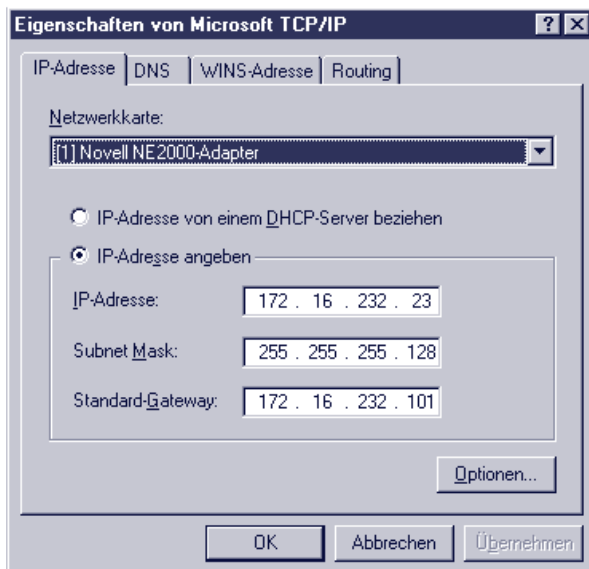 Eigenschaften von Microsoft TCP/IP
IP-Adresse DNS WINS-Adresse Routing
Netzwerkkarte:
[1] Novell NE2000-Adapter
IP-Adresse von einem DHCP-Server beziehen
IP-Adresse angeben
IP-Adresse: 172 . 16 . 232 . 23
Subnet Mask: 255 . 255 . 255 . 128
Standard-Gateway: 172 . 16 . 232 . 101
Optionen...
OK Abbrechen Übernehmen